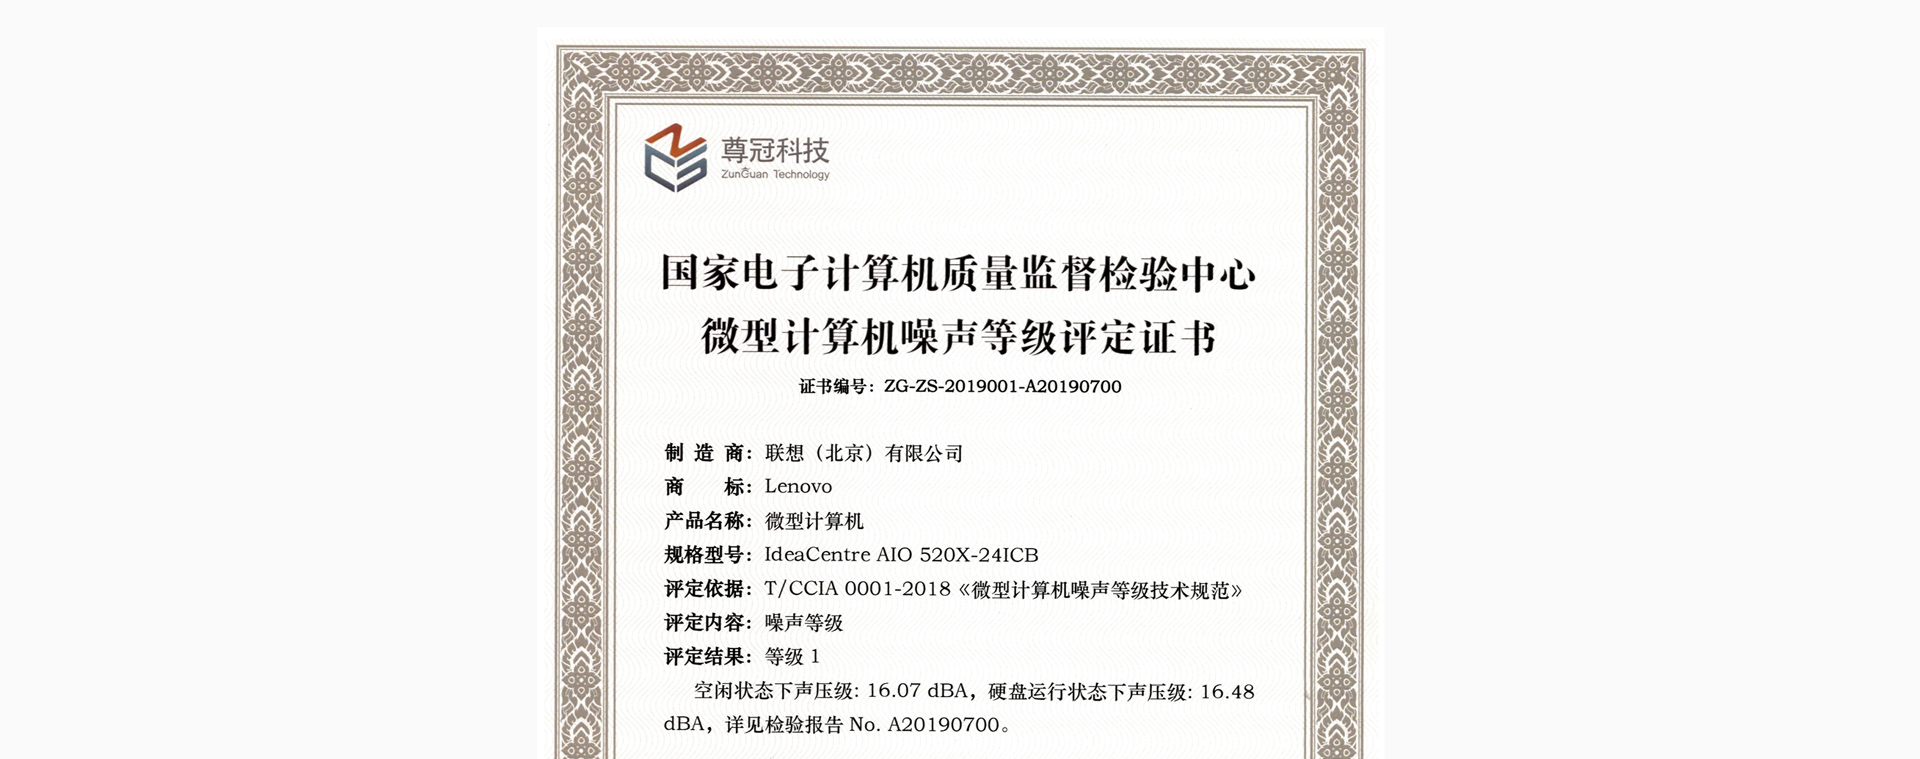 尊冠科技
ZunGuan Technology
国家电子计算机质量监督检验中心
微型计算机噪声等级评定证书
证书编号：ZG-ZS-2019001-A20190700
制 造 商：联想（北京）有限公司
商 标：Lenovo
产品名称：微型计算机
规格型号：IdeaCentre AIO 520X-24ICB
评定依据：T/CCIA 0001-2018《微型计算机噪声等级技术规范》
评定内容：噪声等级
评定结果：等级 1
空闲状态下声压级: 16.07 dBA，硬盘运行状态下声压级: 16.48
dBA，详见检验报告 No. A20190700。